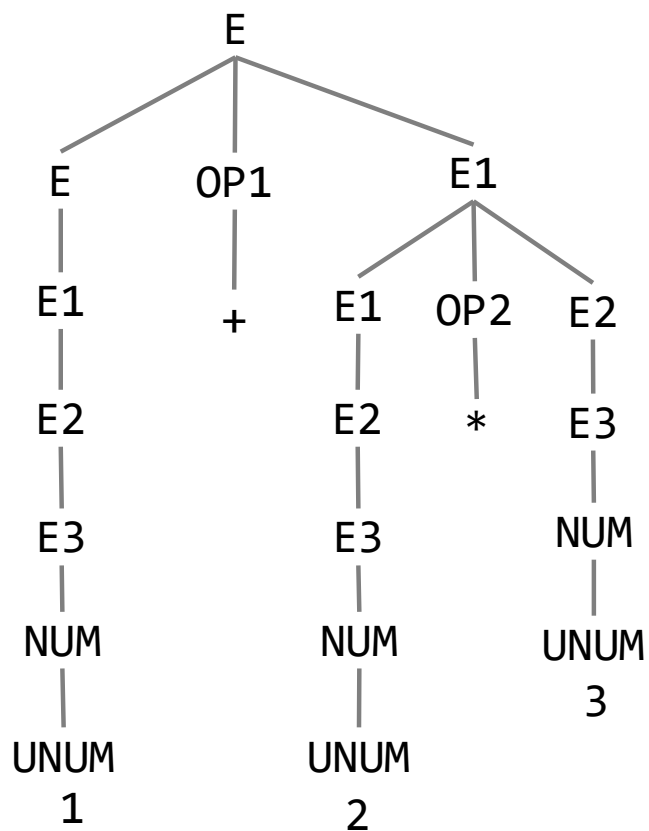 E
E OP1 E1
E1 + E1 OP2 E2
E2 E2 * E3
E3 E3 NUM
NUM NUM UNUM
3
UNUM UNUM
1 2